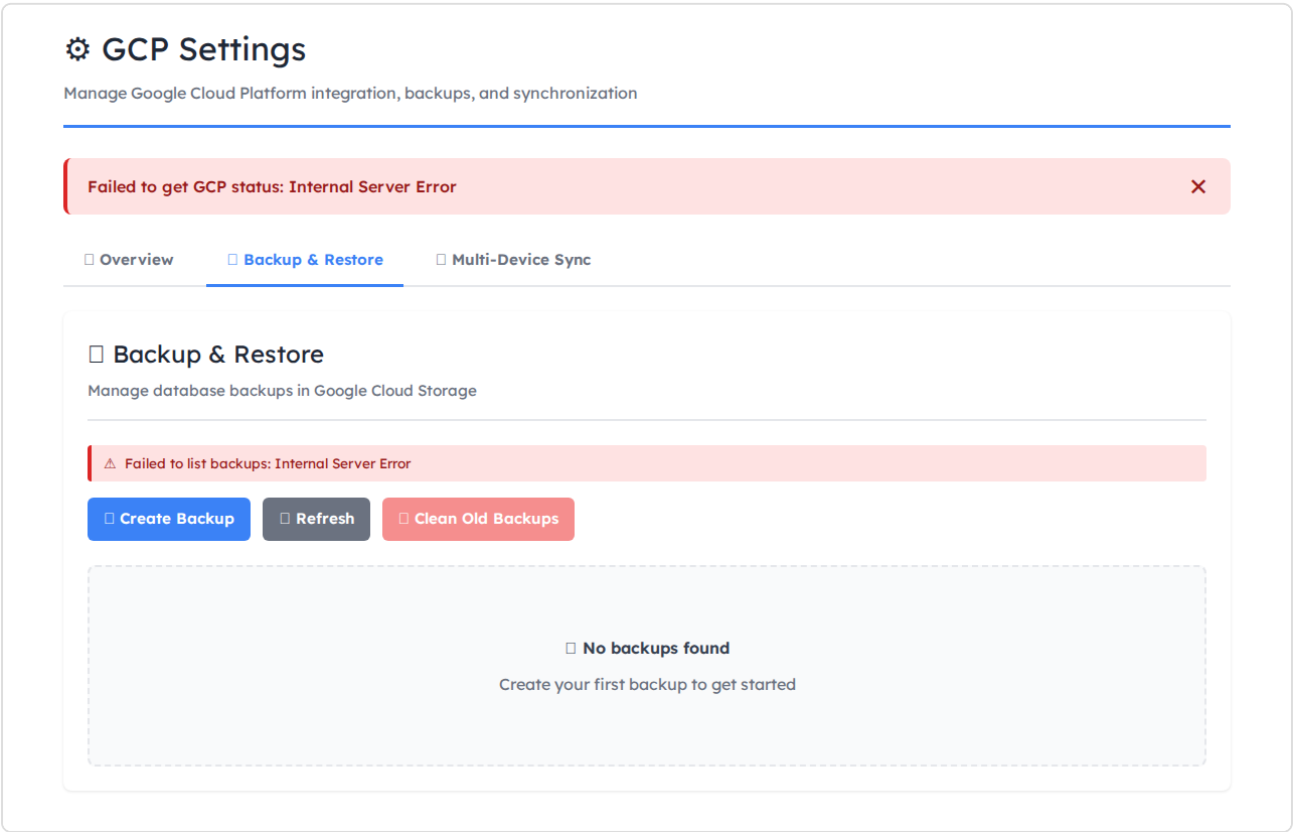 ⚙ GCP Settings
Manage Google Cloud Platform integration, backups, and synchronization
Failed to get GCP status: Internal Server Error ✕
Overview Backup & Restore Multi-Device Sync
Backup & Restore
Manage database backups in Google Cloud Storage
⚠ Failed to list backups: Internal Server Error
Create Backup Refresh Clean Old Backups
No backups found
Create your first backup to get started